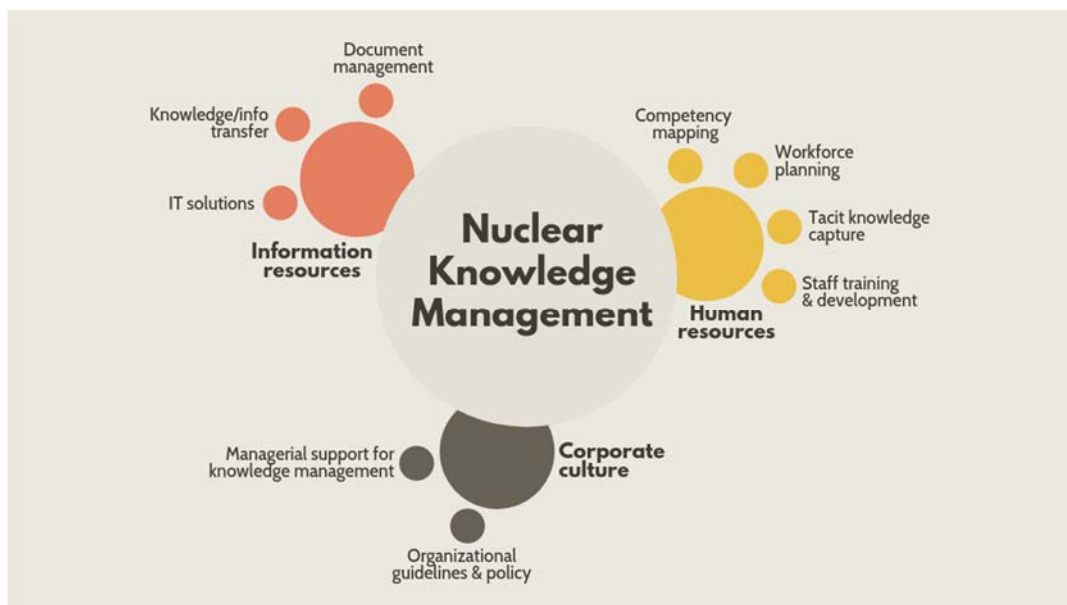 Document
management
Knowledge/info
transfer
IT solutions
Information
resources
Nuclear
Knowledge
Management
Competency
mapping
Workforce
planning
Tacit knowledge
capture
Staff training
& development
Human
resources
Managerial support for
knowledge management
Corporate
culture
Organizational
guidelines & policy